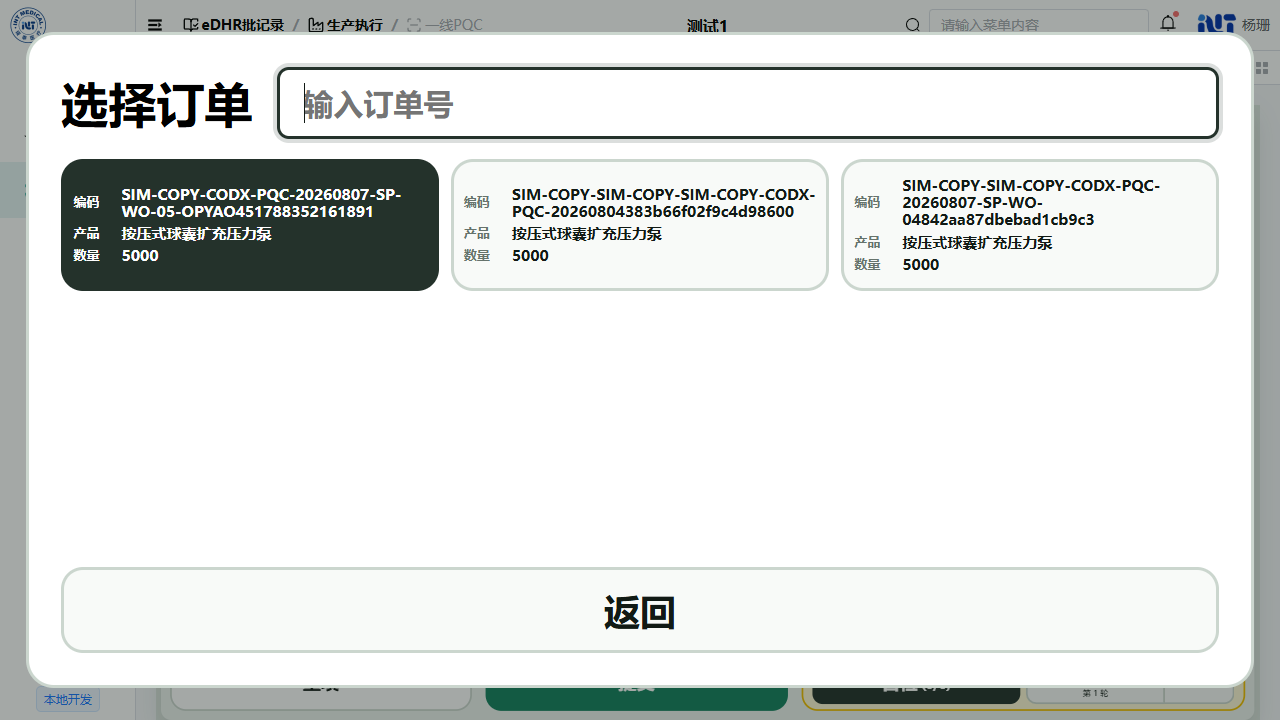 eDHR批记录 / 生产执行 / 一线PQC
测试1
请输入菜单内容
杨珊
选择订单
输入订单号
编码 SIM-COPY-CODX-PQC-20260807-SP-
WO-05-OPYAO451788352161891
产品 按压式球囊扩充压力泵
数量 5000
编码 SIM-COPY-SIM-COPY-SIM-COPY-CODX-
PQC-20260804383b66f02f9c4d98600
产品 按压式球囊扩充压力泵
数量 5000
编码 SIM-COPY-SIM-COPY-CODX-PQC-
20260807-SP-WO-
04842aa87dbebad1cb9c3
产品 按压式球囊扩充压力泵
数量 5000
返回
本地开发
第 1 轮